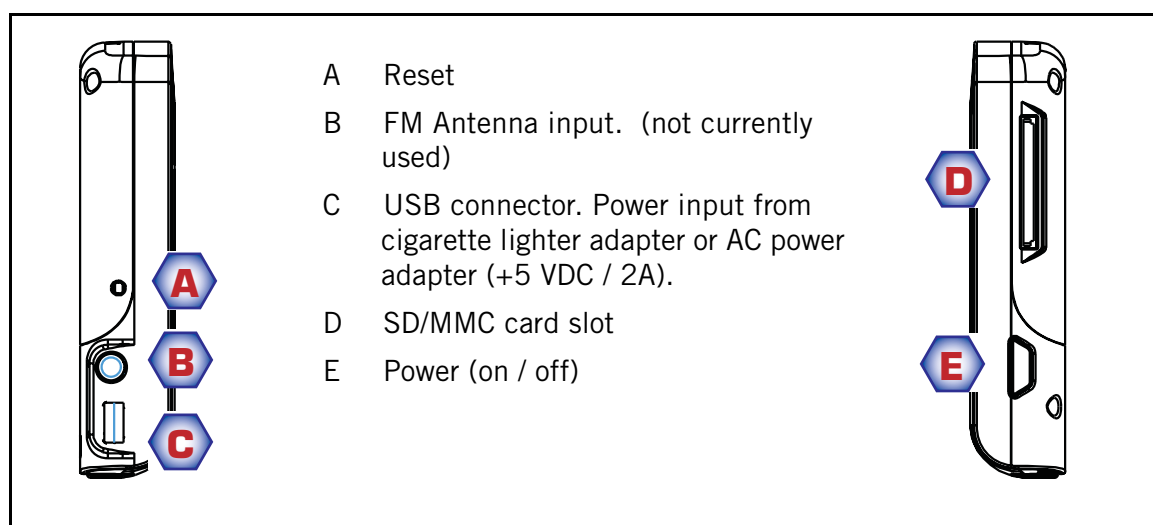 A Reset
B FM Antenna input. (not currently
used)
C USB connector. Power input from
cigarette lighter adapter or AC power
adapter (+5 VDC / 2A).
D SD/MMC card slot
E Power (on / off)
A
B
C
D
E